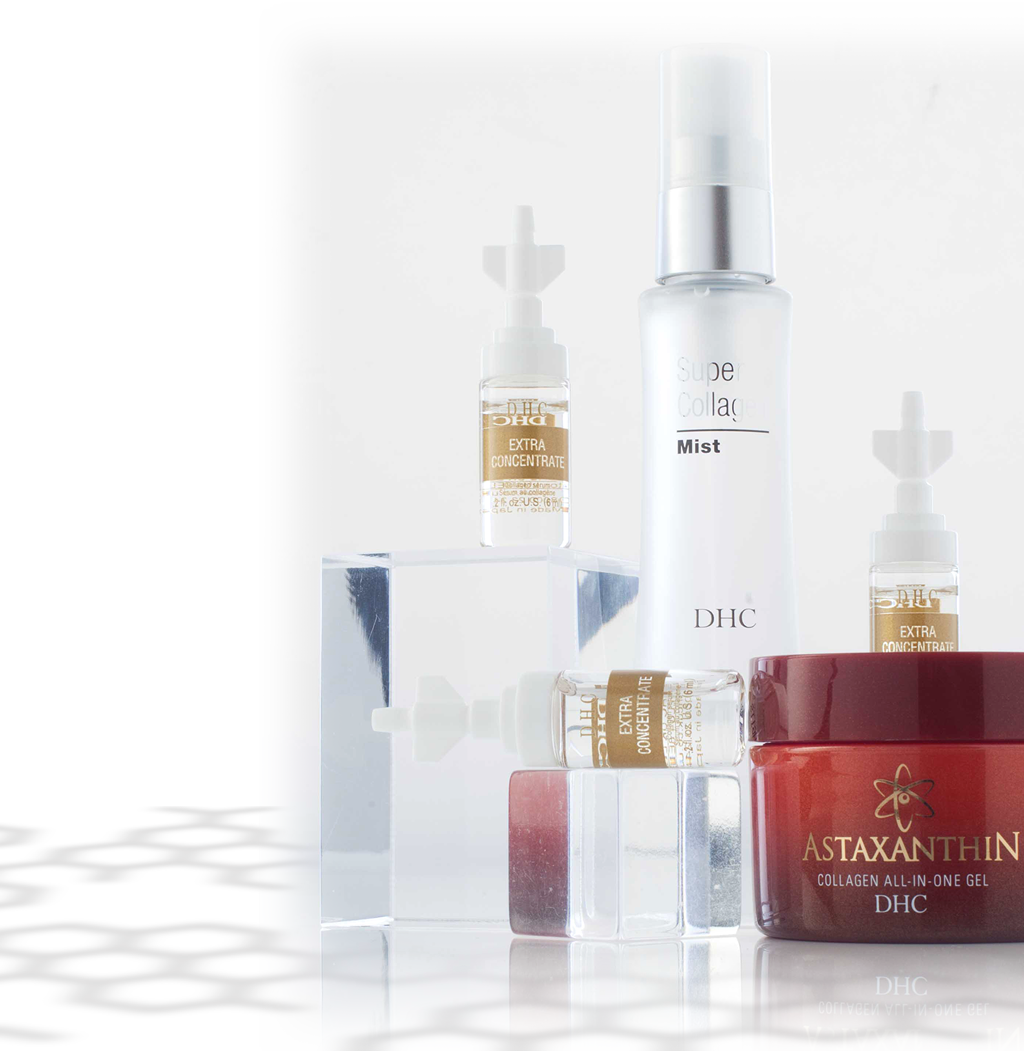 Super
Collage
Mist
DHC
DHC
EXTRA
CONCENTRATE
DHC
EXTRA
CONCENTRATE
DHC
EXTRA
CONCENTRATE
ASTAXANTHIN
COLLAGEN ALL-IN-ONE GEL
DHC